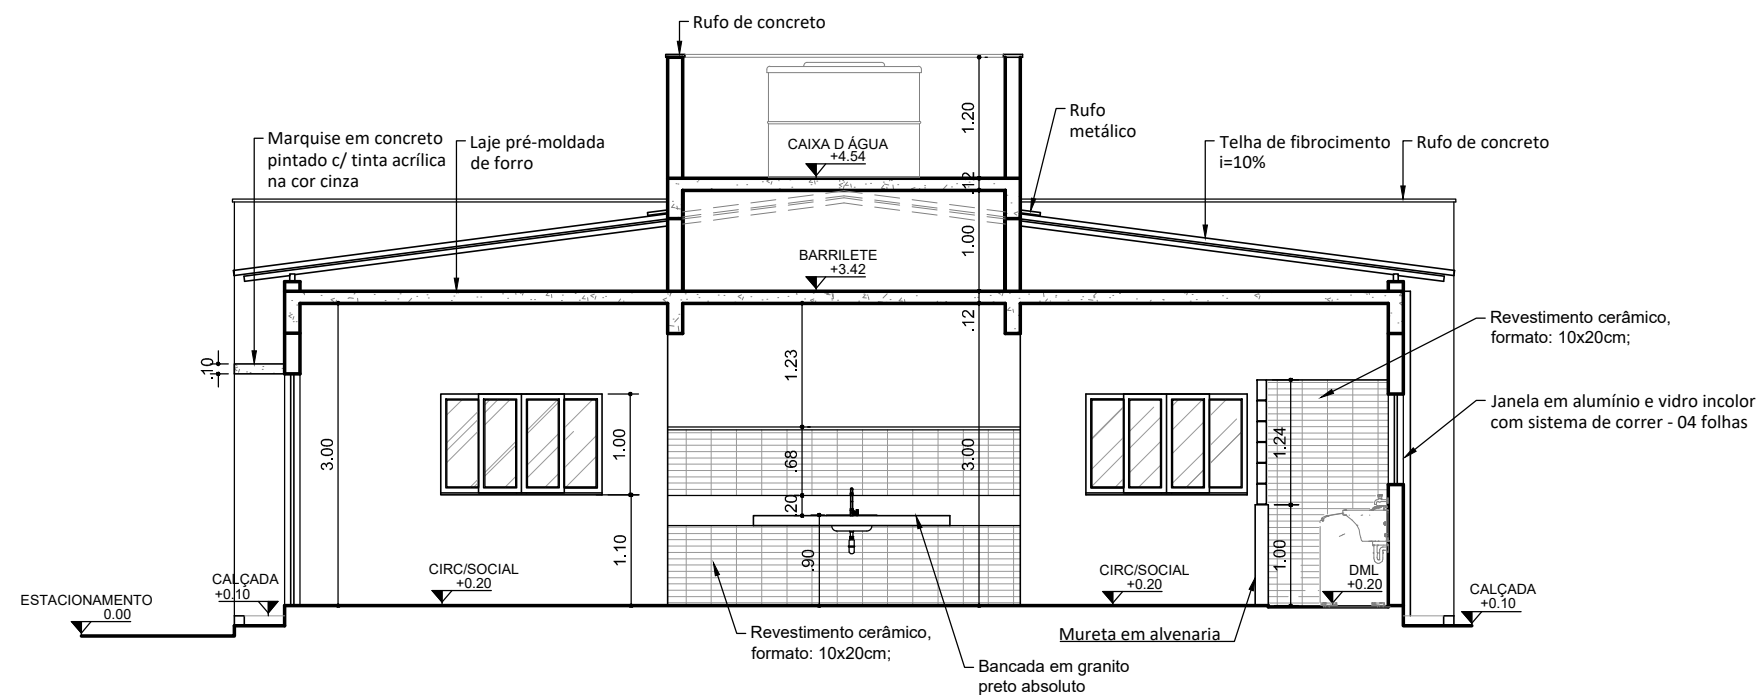 Rufo de concreto
1.20
Rufo
metálico
Marquise em concreto
pintado c/ tinta acrílica
na cor cinza
Laje pré-moldada
de forro
CAIXA D ÁGUA
+4.54
Telha de fibrocimento
i=10%
Rufo de concreto
.12
1.00
BARRILETE
+3.42
.12
Revestimento cerâmico,
formato: 10x20cm;
.10
1.23
Janela em alumínio e vidro incolor
com sistema de correr - 04 folhas
3.00
1.00
.68
3.00
1.24
.20
1.10
.90
1.00
CIRC/SOCIAL
+0.20
CIRC/SOCIAL
+0.20
DML
+0.20
CALÇADA
+0.10
ESTACIONAMENTO
0.00
CALÇADA
+0.10
Revestimento cerâmico,
formato: 10x20cm;
Mureta em alvenaria
Bancada em granito
preto absoluto